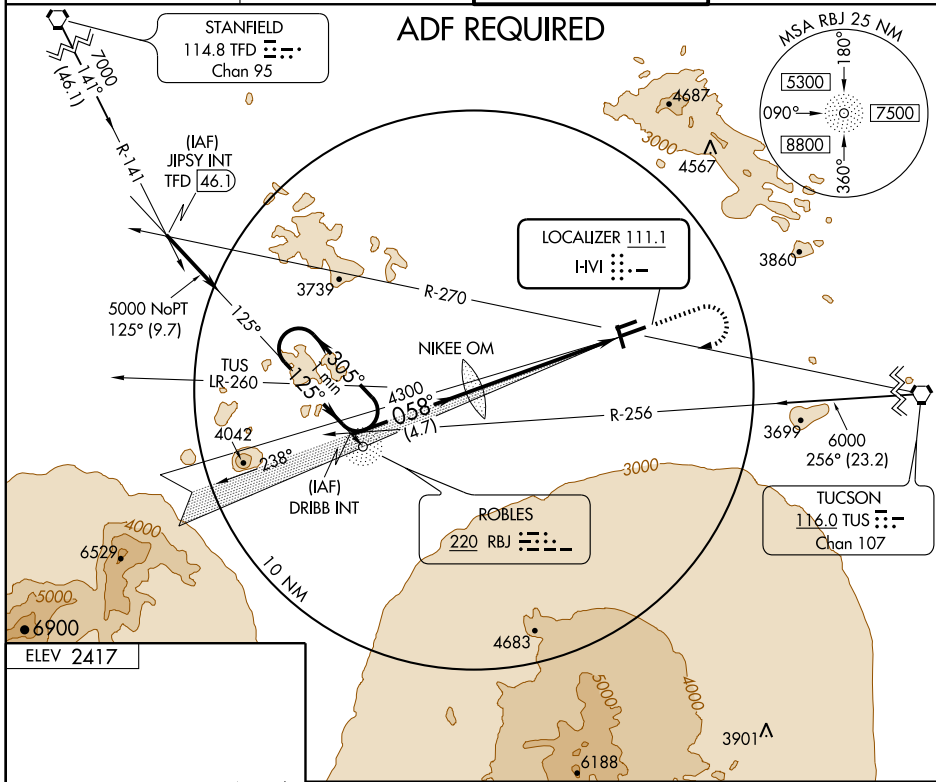 ADF REQUIRED
STANFIELD
114.8 TFD
Chan 95
MSA RBJ 25 NM
180°
5300
090°
7500
8800
360°
7000
141°
(46.1)
R-141
(IAF)
JIPSY INT
TFD 46.1
4687
3000
4567
LOCALIZER 111.1
I-IVI
3860
3739
R-270
5000 NoPT
125° (9.7)
125°
NIKEE OM
TUS
LR-260
305°
1 min
125°
4300
058°
(4.7)
R-256
3699
6000
256° (23.2)
4042
238°
(IAF)
DRIBB INT
3000
ROBLES
220 RBJ
TUCSON
116.0 TUS
Chan 107
4000
6529
10 NM
5000
6900
4683
ELEV 2417
5000
4000
3901
6188